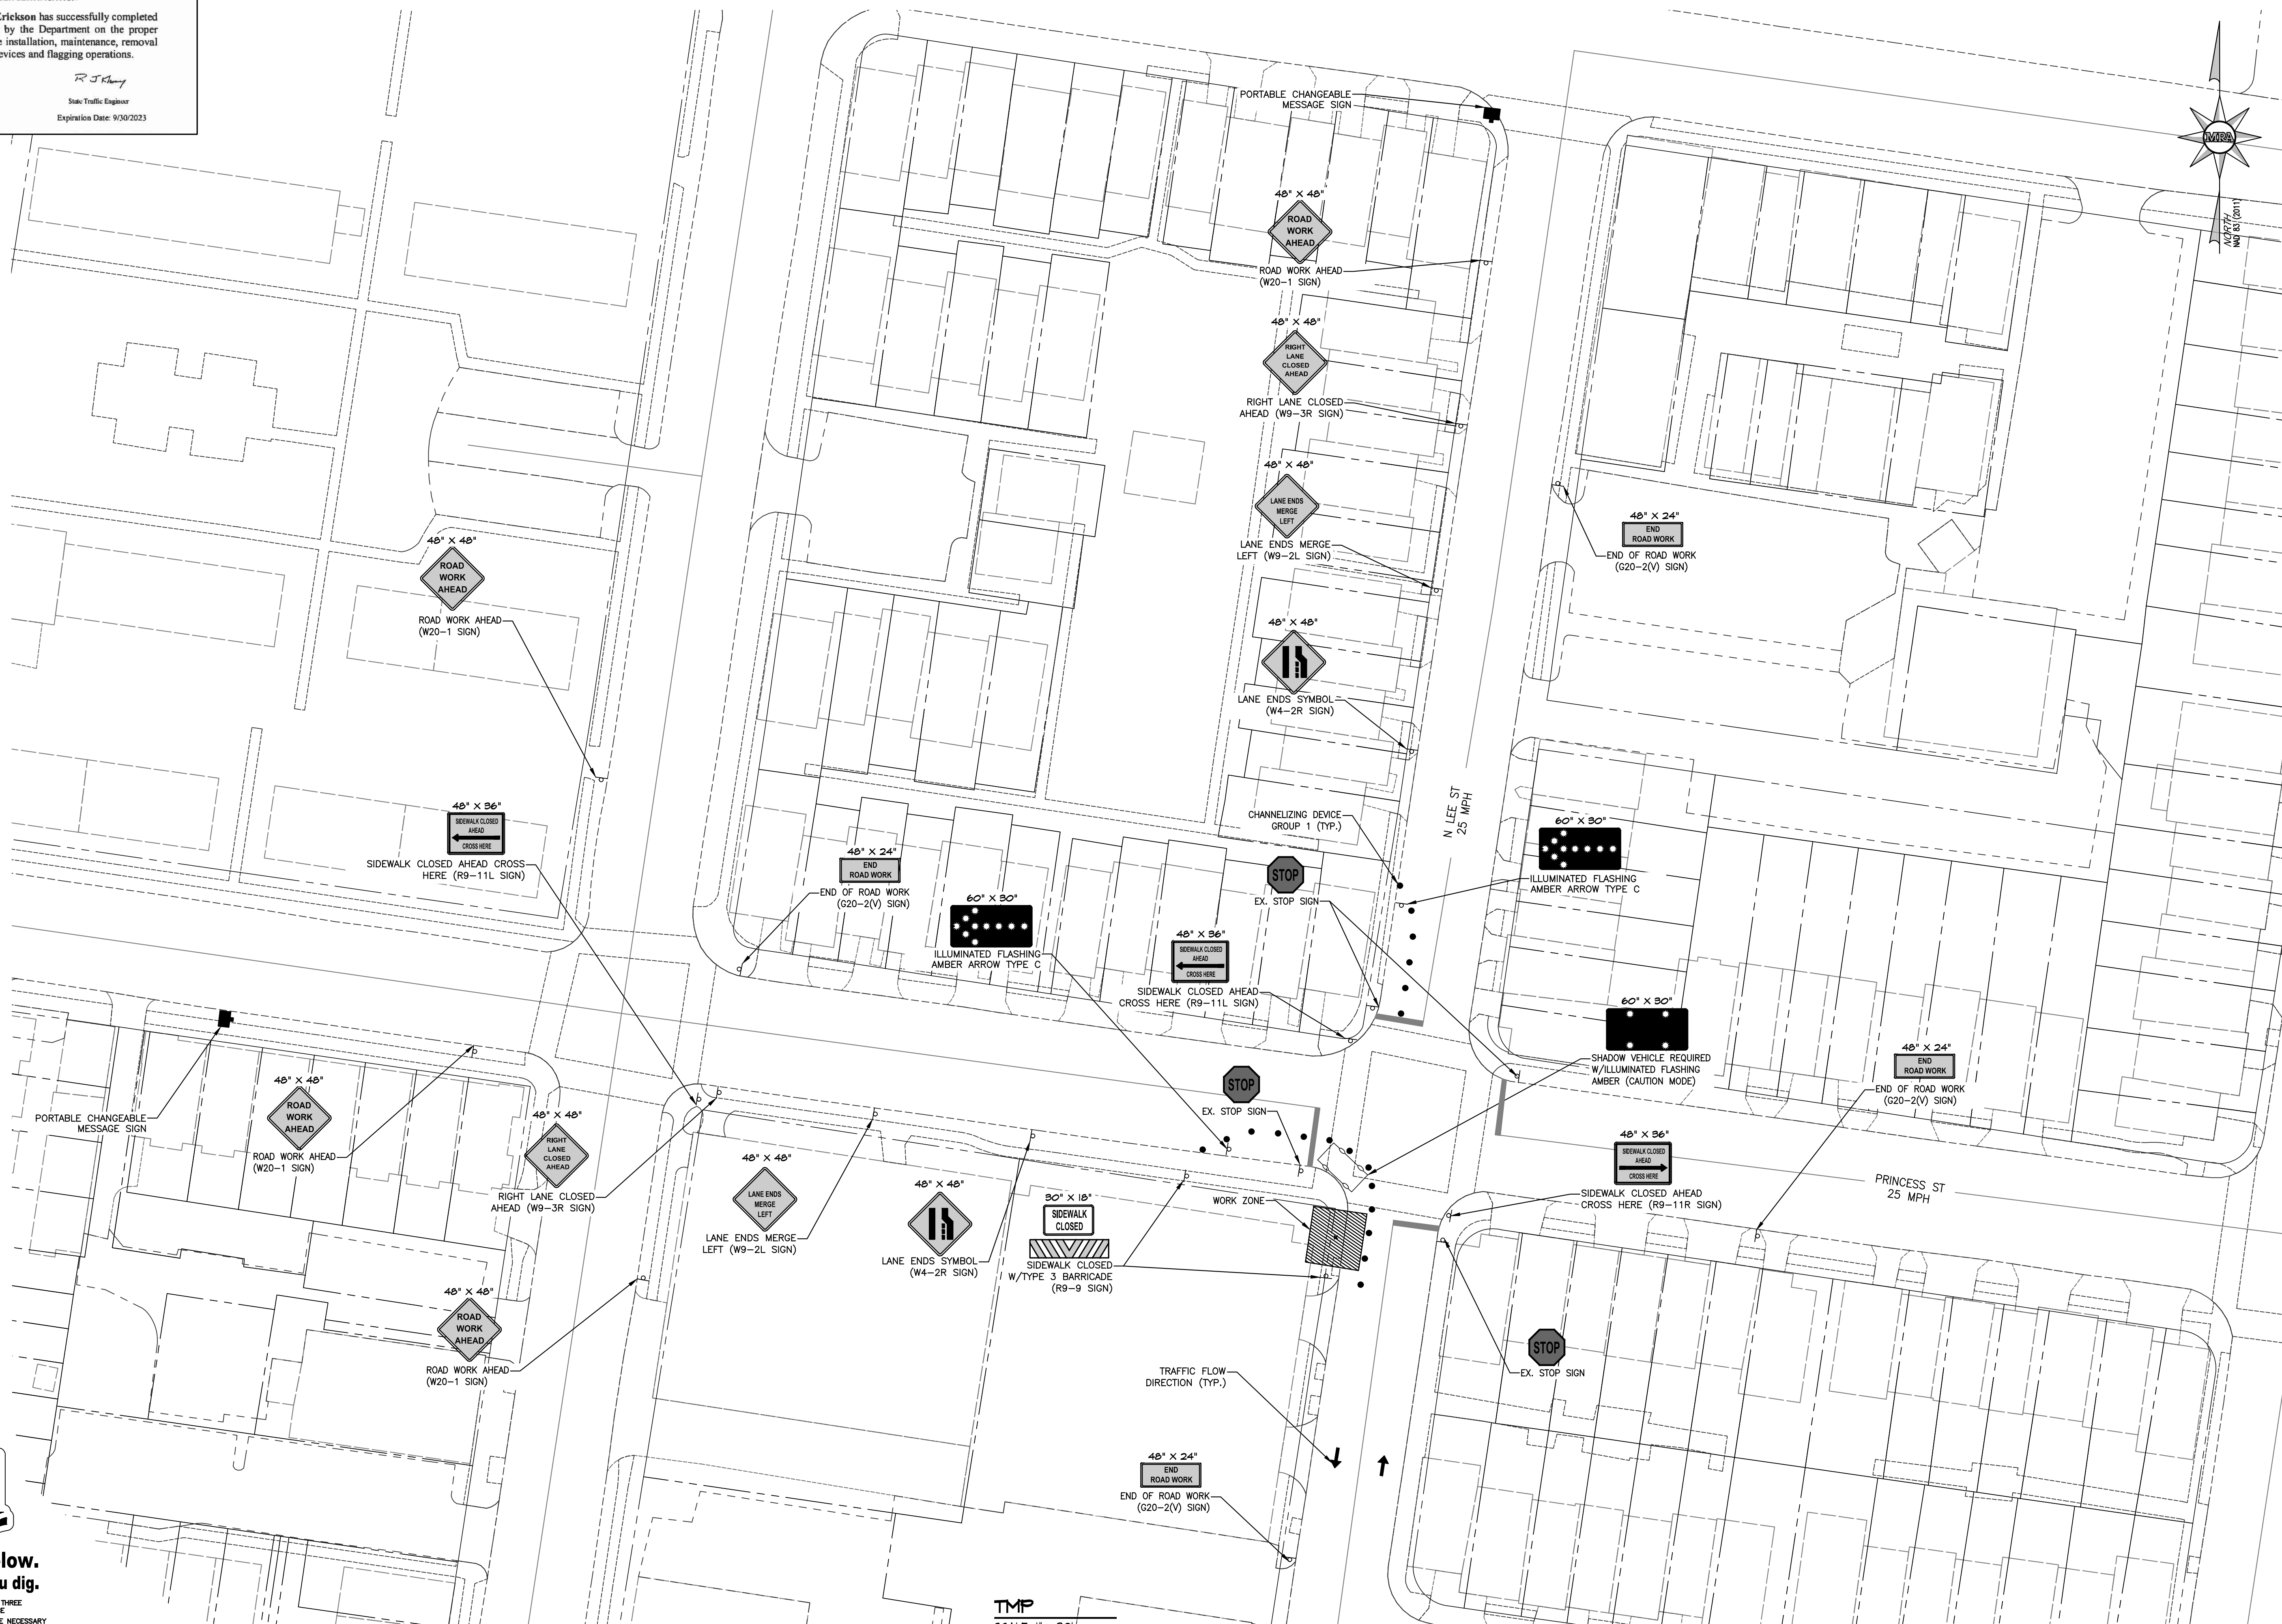 Erickson has successfully completed
by the Department on the proper
installation, maintenance, removal
devices and flagging operations.
State Traffic Engineer
Expiration Date: 9/30/2023
MRA
NORTH
NAD 83 (2011)
PORTABLE CHANGEABLE
MESSAGE SIGN
48" X 48"
ROAD
WORK
AHEAD
ROAD WORK AHEAD
(W20-1 SIGN)
48" X 48"
RIGHT
LANE
CLOSED
AHEAD
RIGHT LANE CLOSED
AHEAD (W9-3R SIGN)
48" X 48"
LANE ENDS
MERGE
LEFT
LANE ENDS MERGE
LEFT (W9-2L SIGN)
48" X 24"
END
ROAD WORK
END OF ROAD WORK
(G20-2(V) SIGN)
48" X 48"
ROAD
WORK
AHEAD
ROAD WORK AHEAD
(W20-1 SIGN)
48" X 48"
LANE ENDS SYMBOL
(W4-2R SIGN)
N LEE ST
25 MPH
48" X 36"
SIDEWALK CLOSED
AHEAD
CROSS HERE
SIDEWALK CLOSED AHEAD CROSS
HERE (R9-11L SIGN)
CHANNELIZING DEVICE
GROUP 1 (TYP.)
60" X 30"
ILLUMINATED FLASHING
AMBER ARROW TYPE C
48" X 24"
END
ROAD WORK
END OF ROAD WORK
(G20-2(V) SIGN)
STOP
EX. STOP SIGN
60" X 30"
ILLUMINATED FLASHING
AMBER ARROW TYPE C
48" X 36"
SIDEWALK CLOSED
AHEAD
CROSS HERE
SIDEWALK CLOSED AHEAD
CROSS HERE (R9-11L SIGN)
60" X 30"
SHADOW VEHICLE REQUIRED
W/ILLUMINATED FLASHING
AMBER (CAUTION MODE)
48" X 24"
END
ROAD WORK
END OF ROAD WORK
(G20-2(V) SIGN)
STOP
EX. STOP SIGN
PORTABLE CHANGEABLE
MESSAGE SIGN
48" X 48"
ROAD
WORK
AHEAD
ROAD WORK AHEAD
(W20-1 SIGN)
48" X 48"
RIGHT
LANE
CLOSED
AHEAD
RIGHT LANE CLOSED
AHEAD (W9-3R SIGN)
48" X 48"
LANE ENDS
MERGE
LEFT
LANE ENDS MERGE
LEFT (W9-2L SIGN)
48" X 48"
LANE ENDS SYMBOL
(W4-2R SIGN)
30" X 18"
SIDEWALK
CLOSED
SIDEWALK CLOSED
W/TYPE 3 BARRICADE
(R9-9 SIGN)
WORK ZONE
48" X 36"
SIDEWALK CLOSED
AHEAD
CROSS HERE
SIDEWALK CLOSED AHEAD
CROSS HERE (R9-11R SIGN)
PRINCESS ST
25 MPH
48" X 48"
ROAD
WORK
AHEAD
ROAD WORK AHEAD
(W20-1 SIGN)
STOP
EX. STOP SIGN
TRAFFIC FLOW
DIRECTION (TYP.)
48" X 24"
END
ROAD WORK
END OF ROAD WORK
(G20-2(V) SIGN)
dig.
THREE
NECESSARY
TMP